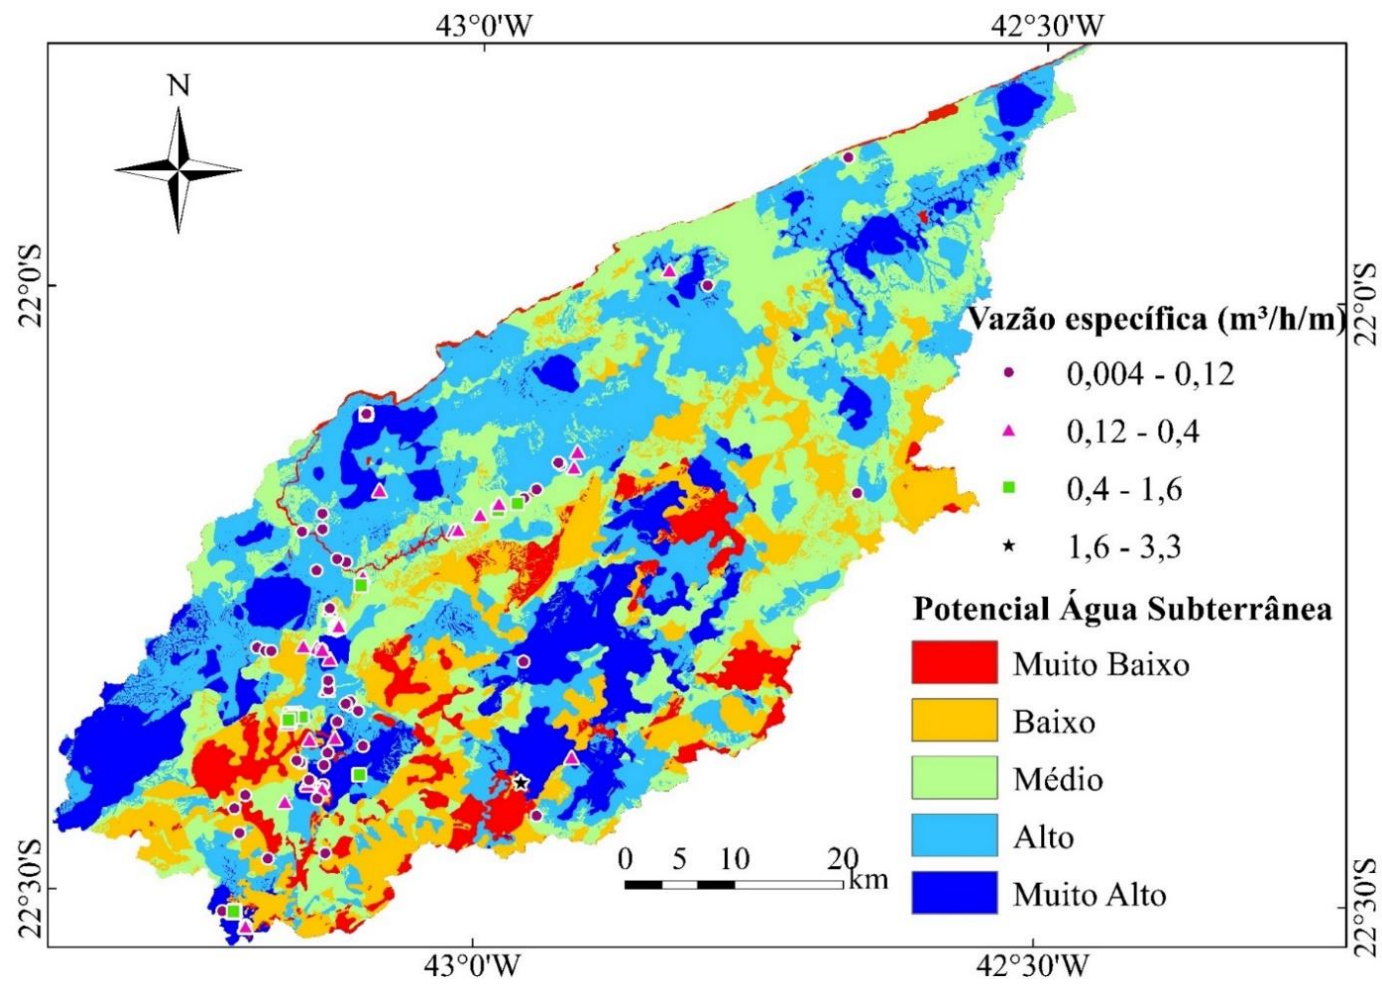 43°0'W 42°30'W
N
22°0'S
22°0'S
Vazão específica (m³/h/m)
0,004 - 0,12
0,12 - 0,4
0,4 - 1,6
1,6 - 3,3
Potencial Água Subterrânea
Muito Baixo
Baixo
Médio
Alto
Muito Alto
0 5 10 20
km
22°30'S
22°30'S
43°0'W 42°30'W